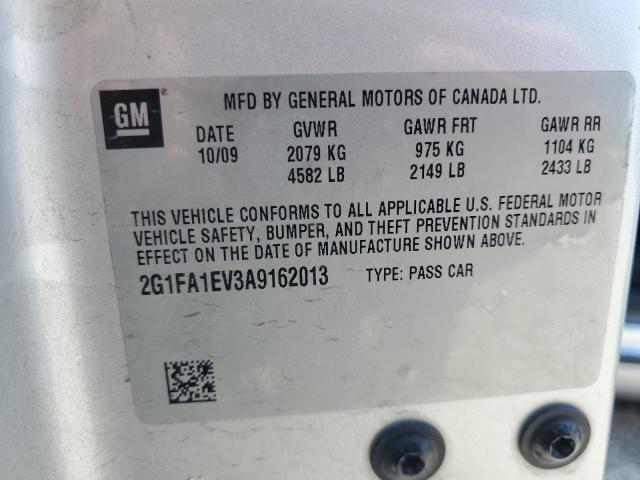 GM ®
MFD BY GENERAL MOTORS OF CANADA LTD.
DATE GVWR GAWR FRT GAWR RR
10/09 2079 KG 975 KG 1104 KG
4582 LB 2149 LB 2433 LB
THIS VEHICLE CONFORMS TO ALL APPLICABLE U.S. FEDERAL MOTOR
VEHICLE SAFETY, BUMPER, AND THEFT PREVENTION STANDARDS IN
EFFECT ON THE DATE OF MANUFACTURE SHOWN ABOVE.
2G1FA1EV3A9162013 TYPE: PASS CAR